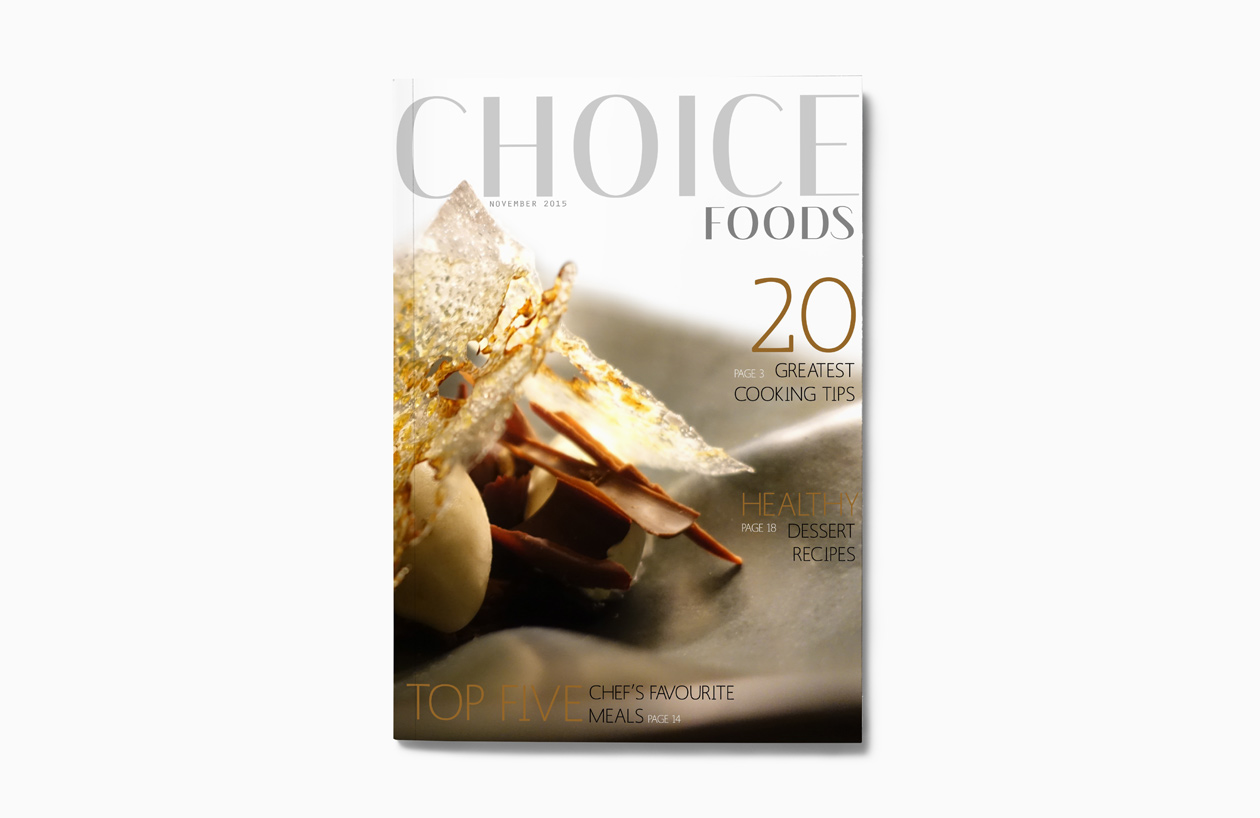 CHOICE
NOVEMBER 2015
FOODS
20
PAGE 3 GREATEST
COOKING TIPS
HEALTHY
PAGE 18 DESSERT
RECIPES
TOP FIVE CHEF'S FAVOURITE
MEALS PAGE 14